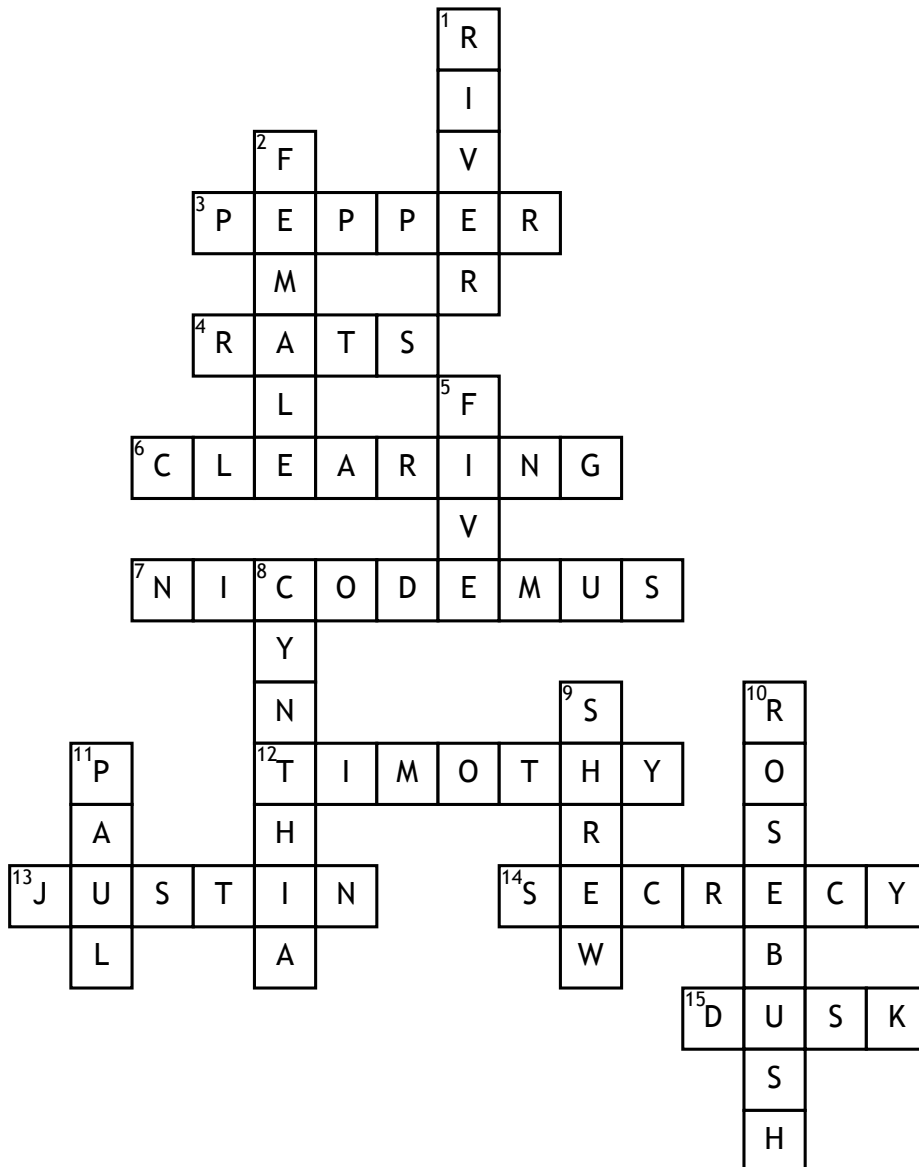 1 R
I
2 F V
3 P E P P E R
M R
4 R A T S
L 5 F
6 C L E A R I N G
V
7 N I 8 C O D E M U S
Y
N 9 S 10 R
11 P 12 T I M O T H Y O
A H R S
13 J U S T I N 14 S E C R E C Y
L A W B
15 D U S K
S
H